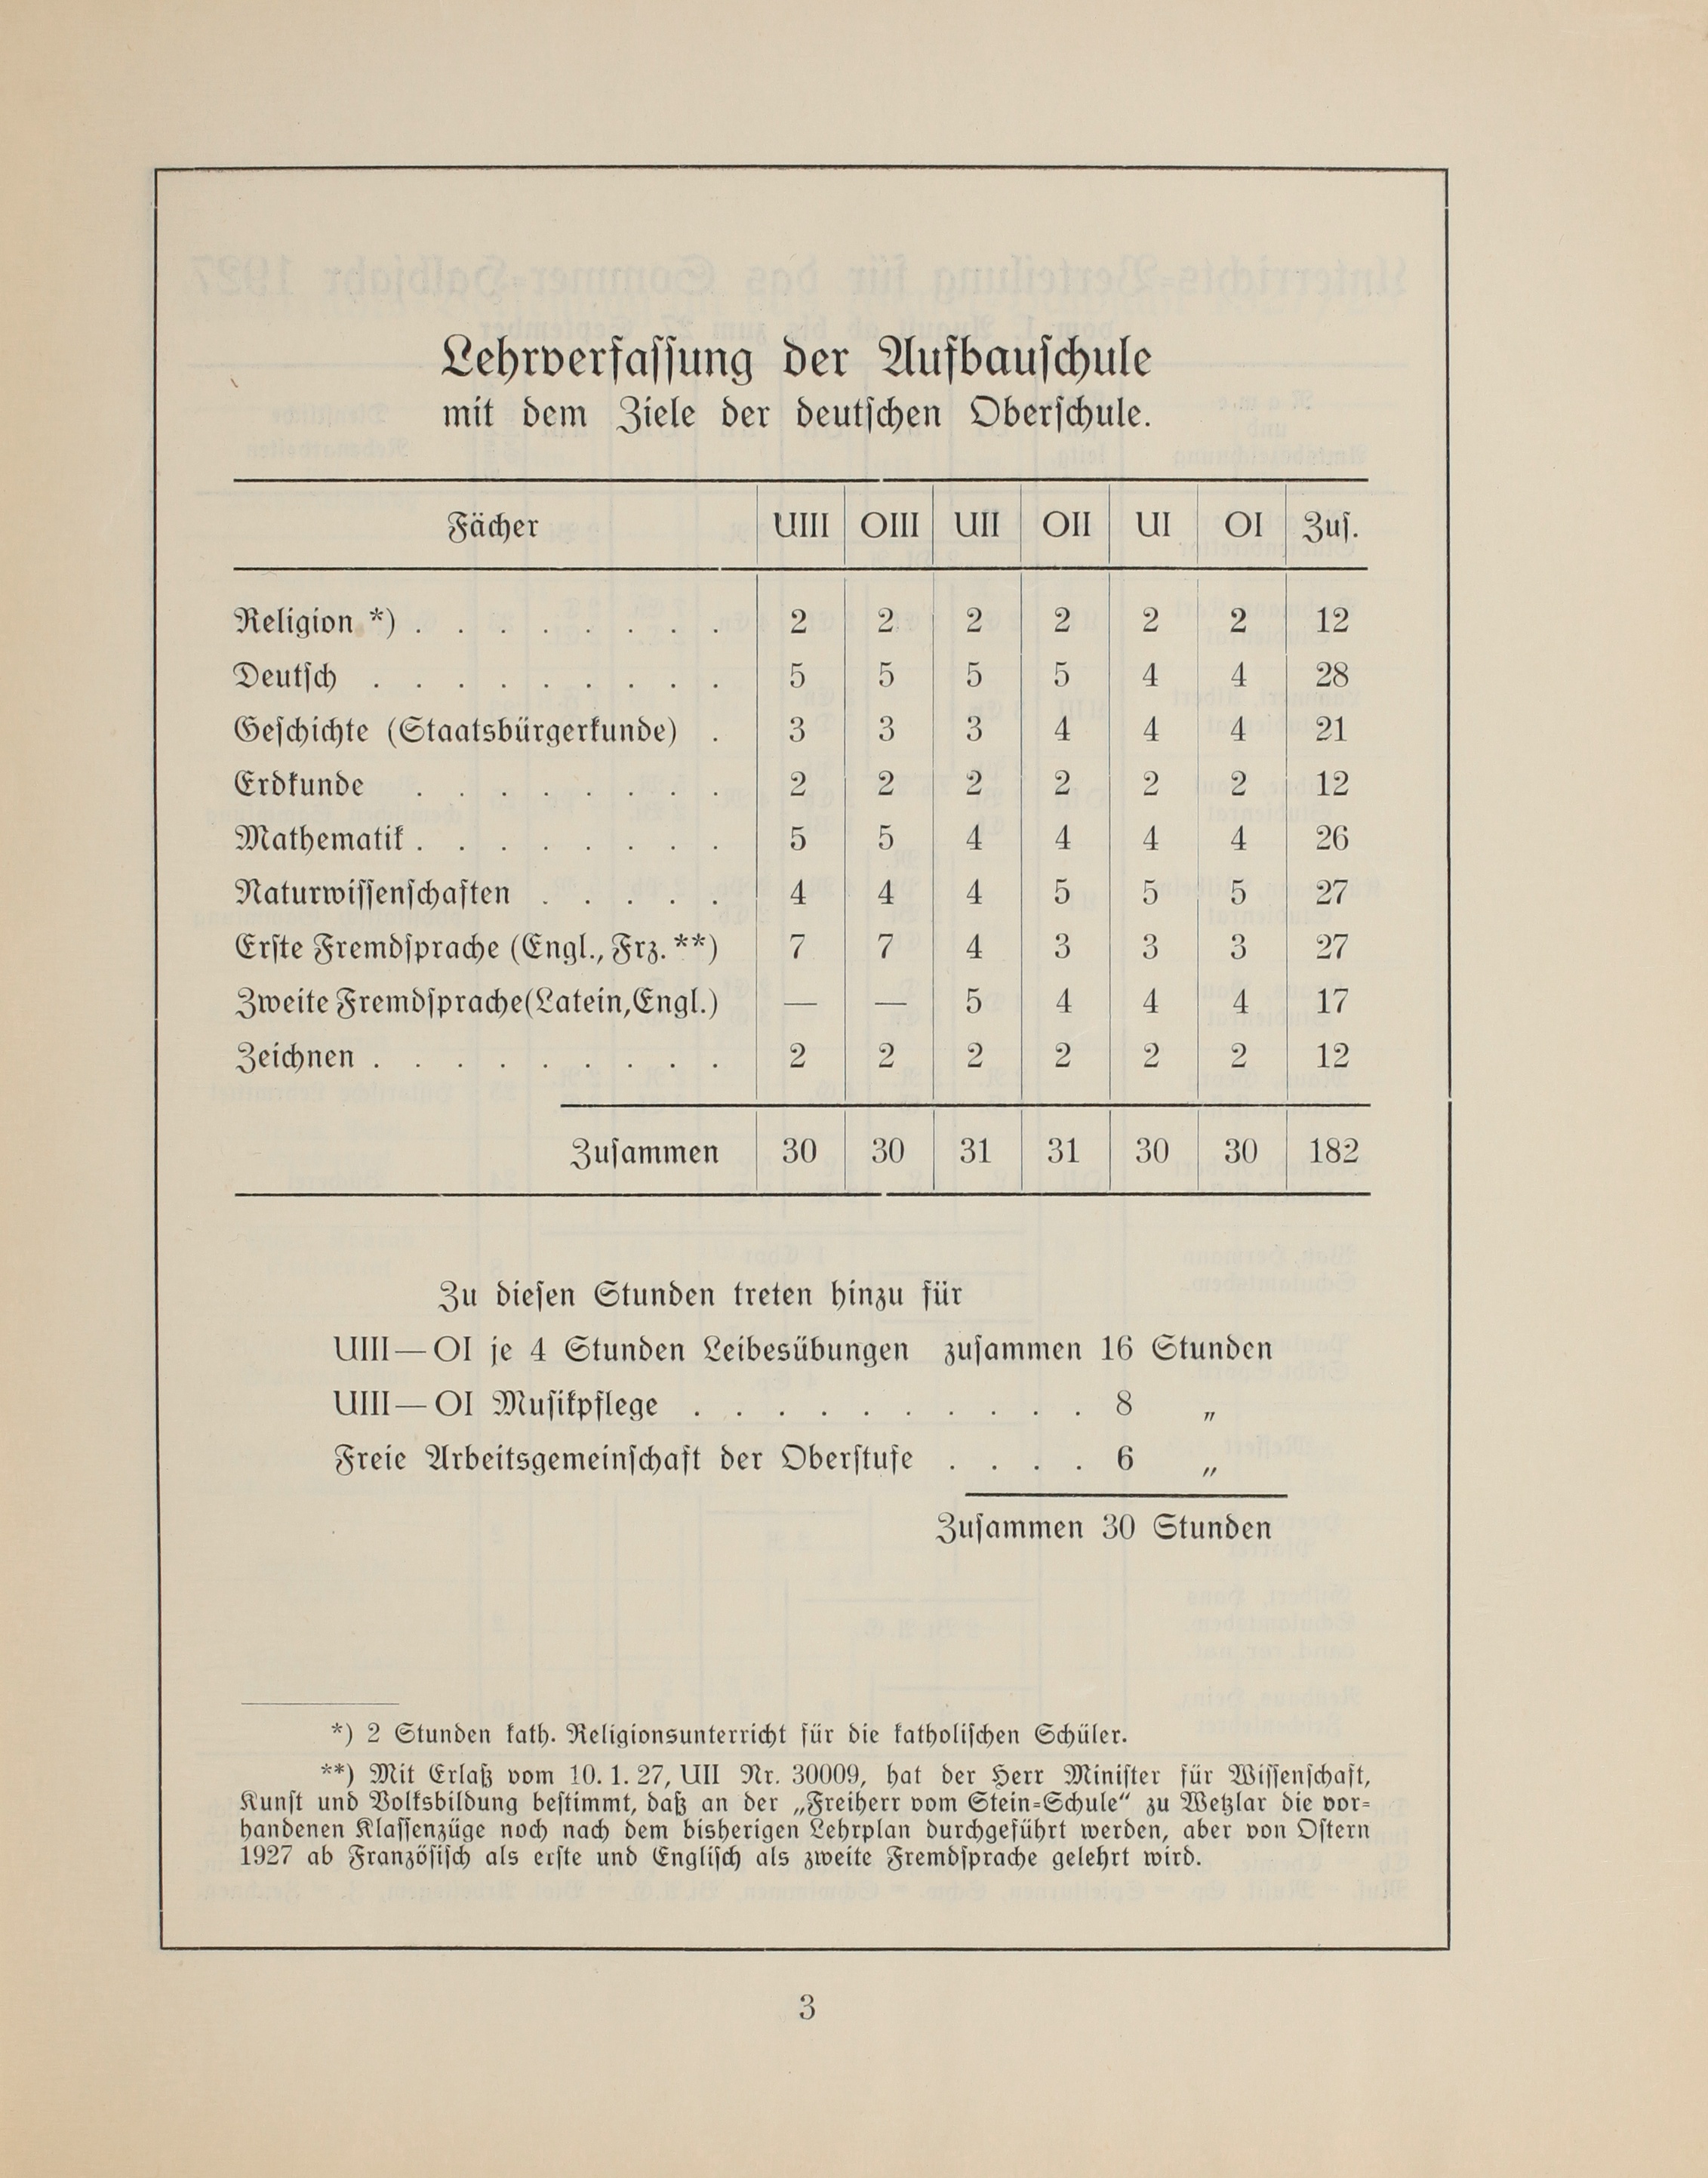 Lehrverfassung der Aufbauschule
mit dem Ziele der deutschen Oberschule.
Fächer UIII OIII UII OII UI OI Zus.
Religion *) . . . . . . . . 2 2 2 2 2 2 12
Deutsch . . . . . . . . . 5 5 5 5 4 4 28
Geschichte (Staatsbürgerkunde) . 3 3 3 4 4 4 21
Erdkunde . . . . . . . . 2 2 2 2 2 2 12
Mathematik . . . . . . . . 5 5 4 4 4 4 26
Naturwissenschaften . . . . . 4 4 4 5 5 5 27
Erste Fremdsprache (Engl., Frz. **) 7 7 4 3 3 3 27
Zweite Fremdsprache (Latein, Engl.) — — 5 4 4 4 17
Zeichnen . . . . . . . . . 2 2 2 2 2 2 12
Zusammen 30 30 31 31 30 30 182
Zu diesen Stunden treten hinzu für
UIII—OI je 4 Stunden Leibesübungen zusammen 16 Stunden
UIII—OI Musikpflege . . . . . . . . . . 8 „
Freie Arbeitsgemeinschaft der Oberstufe . . . . 6 „
Zusammen 30 Stunden
*) 2 Stunden kath. Religionsunterricht für die katholischen Schüler.
**) Mit Erlaß vom 10. 1. 27, UII Nr. 30009, hat der Herr Minister für Wissenschaft,
Kunst und Volksbildung bestimmt, daß an der „Freiherr vom Stein-Schule“ zu Wetzlar die vor-
handenen Klassenzüge noch nach dem bisherigen Lehrplan durchgeführt werden, aber von Ostern
1927 ab Französisch als erste und Englisch als zweite Fremdsprache gelehrt wird.
3